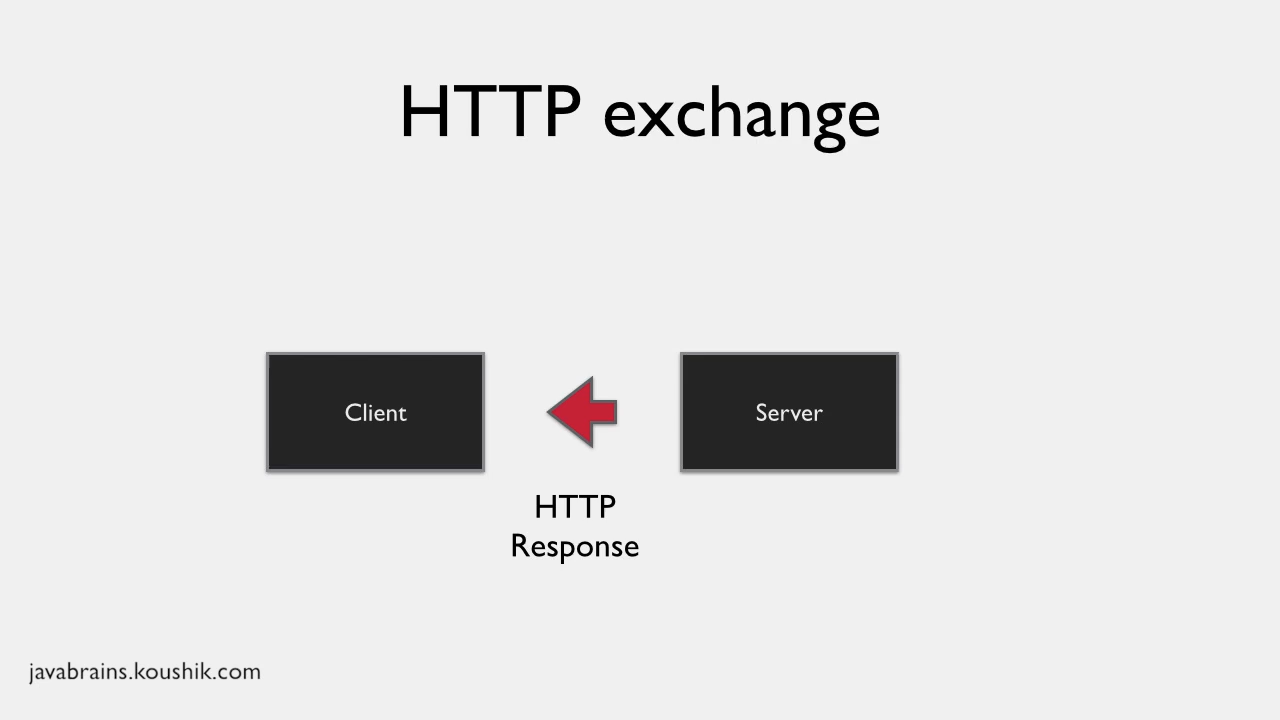 HTTP exchange
Client
Server
HTTP
Response
javabrains.koushik.com